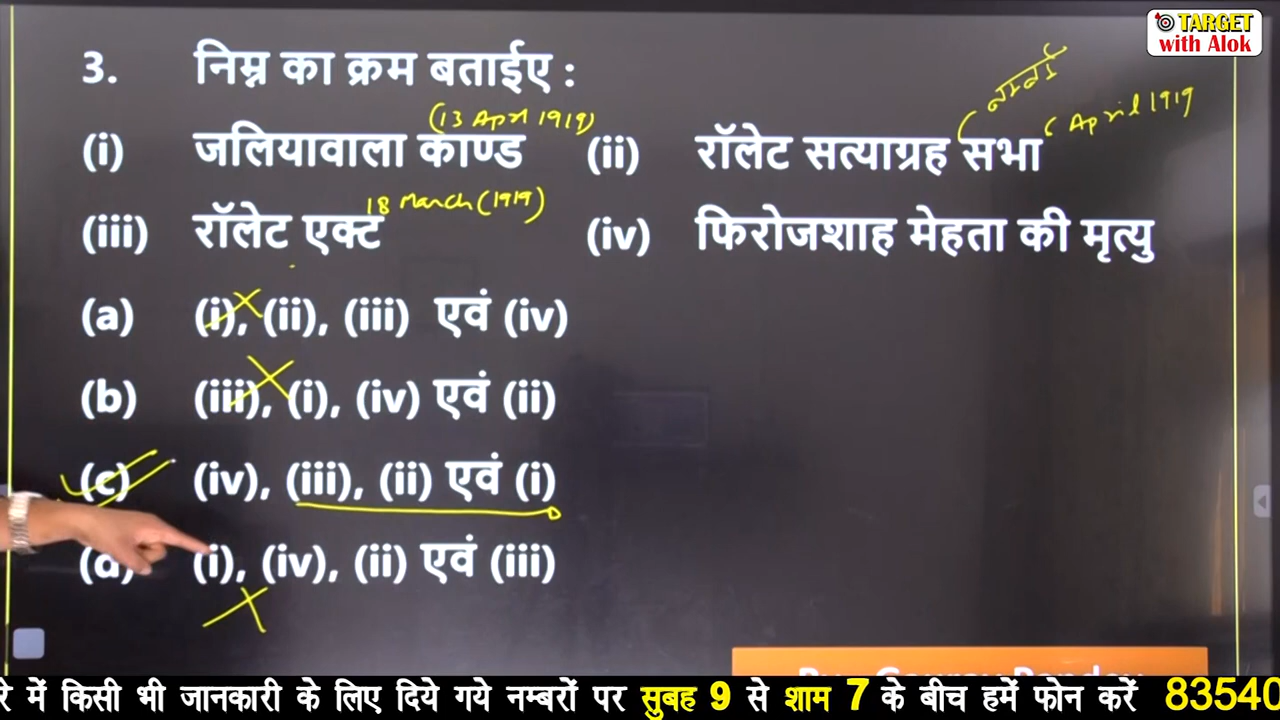 TARGET
with Alok
3. निम्न का क्रम बताईए :
(13 April 1919)
(i) जलियावाला काण्ड (ii) रॉलेट सत्याग्रह सभा ( April 1919
18 March (1919)
(iii) रॉलेट एक्ट (iv) फिरोजशाह मेहता की मृत्यु
(a) (i), (ii), (iii) एवं (iv)
(b) (iii), (i), (iv) एवं (ii)
(c) (iv), (iii), (ii) एवं (i)
(d) (i), (iv), (ii) एवं (iii)
रे में किसी भी जानकारी के लिए दिये गये नम्बरों पर सुबह 9 से शाम 7 के बीच हमें फोन करें 83540